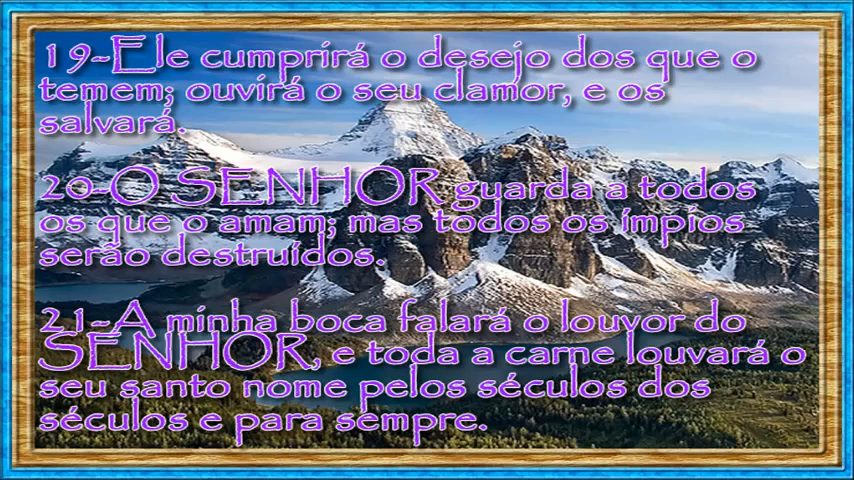 19-Ele cumprirá o desejo dos que o
temem; ouvirá o seu clamor, e os
salvará.
20-O SENHOR guarda a todos
os que o amam; mas todos os ímpios
serão destruídos.
21-A minha boca falará o louvor do
SENHOR, e toda a carne louvará o
seu santo nome pelos séculos dos
séculos e para sempre.